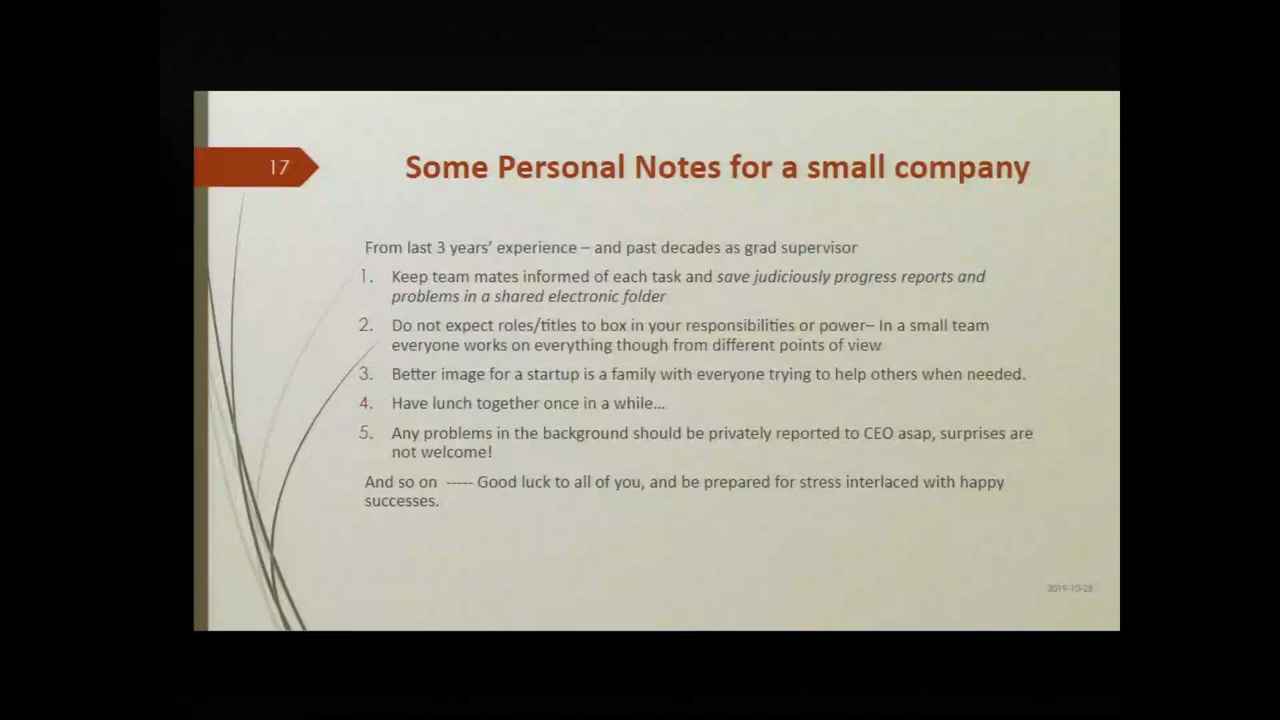 17
Some Personal Notes for a small company
From last 3 years’ experience – and past decades as grad supervisor
1. Keep team mates informed of each task and save judiciously progress reports and
problems in a shared electronic folder
2. Do not expect roles/titles to box in your responsibilities or power– In a small team
everyone works on everything though from different points of view
3. Better image for a startup is a family with everyone trying to help others when needed.
4. Have lunch together once in a while…
5. Any problems in the background should be privately reported to CEO asap, surprises are
not welcome!
And so on ----- Good luck to all of you, and be prepared for stress interlaced with happy
successes.
2019-10-28